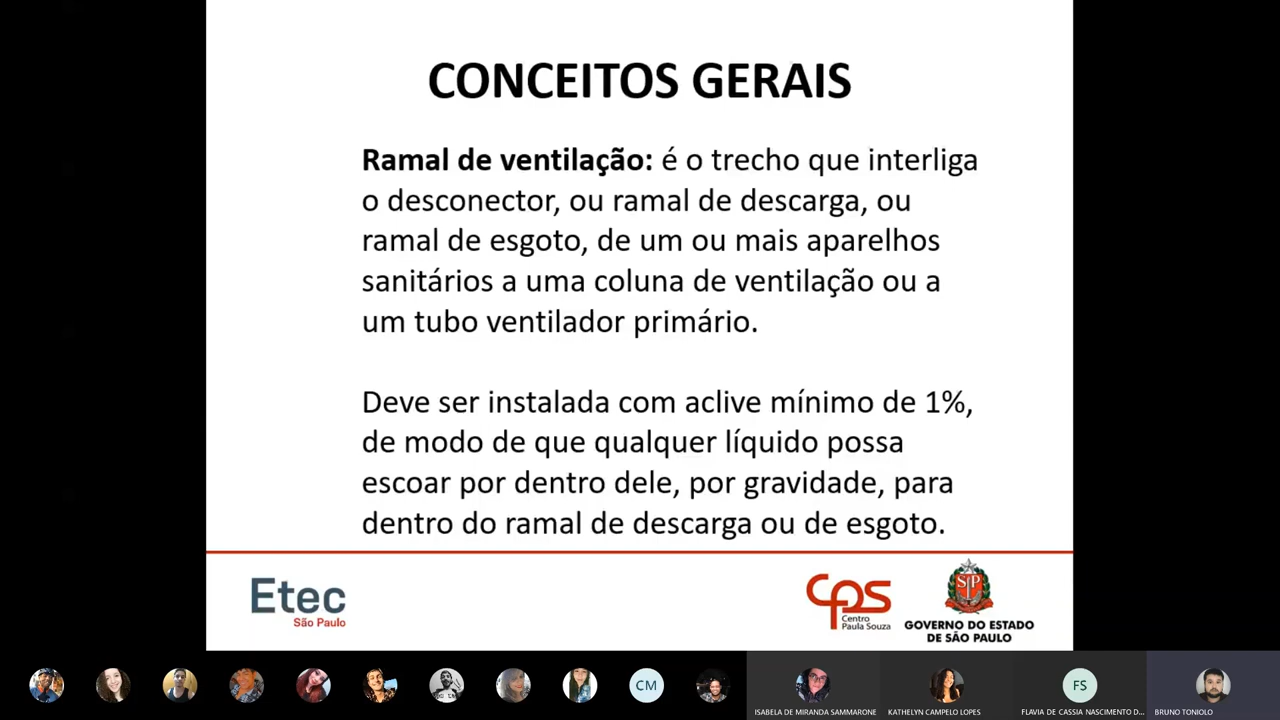 CONCEITOS GERAIS
Ramal de ventilação: é o trecho que interliga
o desconector, ou ramal de descarga, ou
ramal de esgoto, de um ou mais aparelhos
sanitários a uma coluna de ventilação ou a
um tubo ventilador primário.
Deve ser instalada com aclive mínimo de 1%,
de modo de que qualquer líquido possa
escoar por dentro dele, por gravidade, para
dentro do ramal de descarga ou de esgoto.
Etec
São Paulo
cps
Centro
Paula Souza
SP
GOVERNO DO ESTADO
DE SÃO PAULO
CM
FS
ISABELA DE MIRANDA SAMMARONE
KATHELYN CAMPELO LOPES
FLAVIA DE CASSIA NASCIMENTO D...
BRUNO TONIOLO